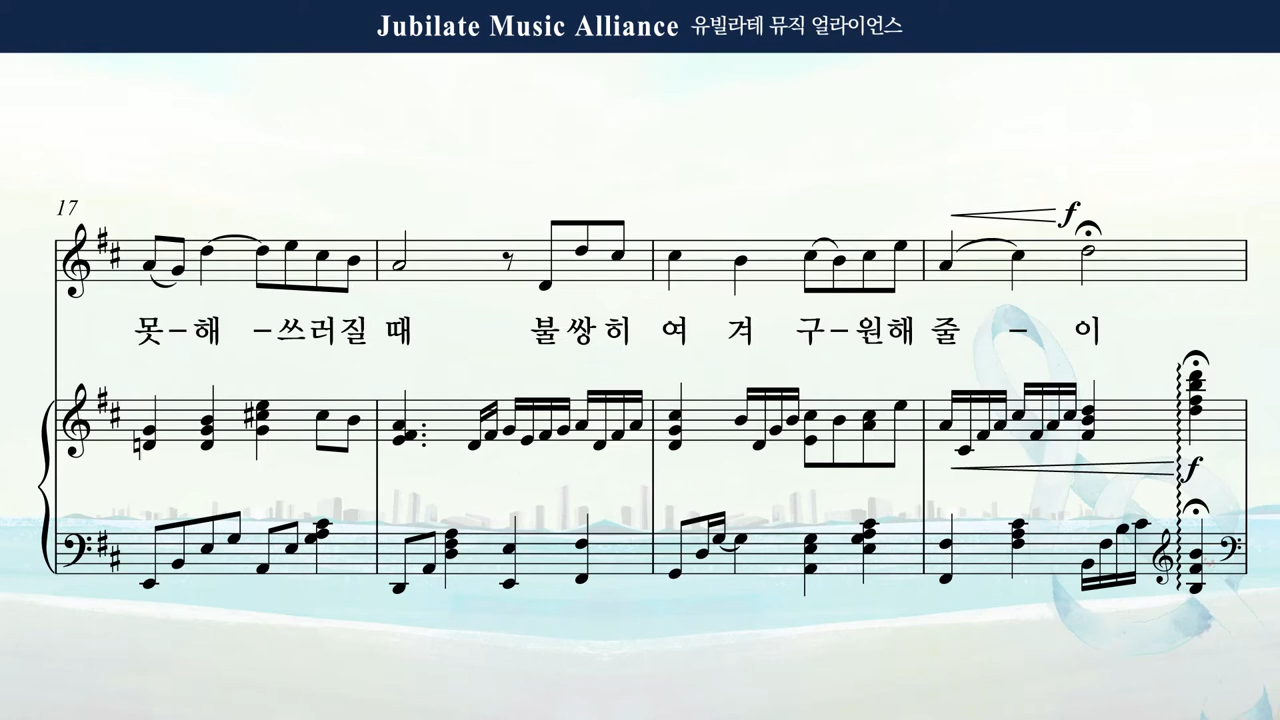 Jubilate Music Alliance 유빌라테 뮤직 얼라이언스
17
f
못-해 -쓰러질 때 불쌍히 여 겨 구-원해 줄 - 이
f